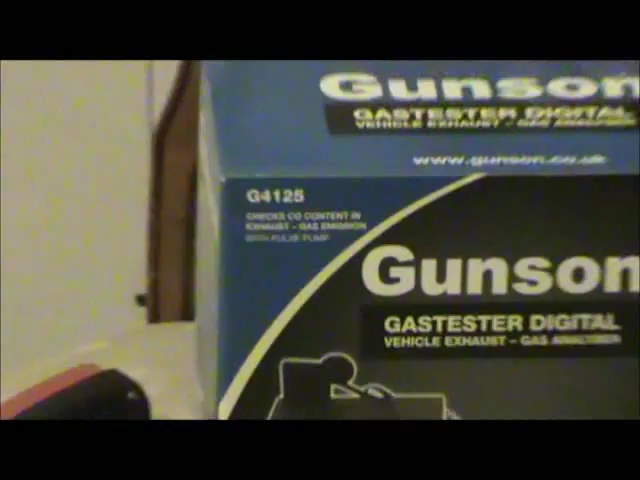 Gunson
GASTESTER DIGITAL
VEHICLE EXHAUST - GAS ANALYSER
www.gunson.co.uk
G4125
CHECKS CO CONTENT IN
EXHAUST - GAS EMISSION
WITH PULSE PUMP
Gunson
GASTESTER DIGITAL
VEHICLE EXHAUST - GAS ANALYSER